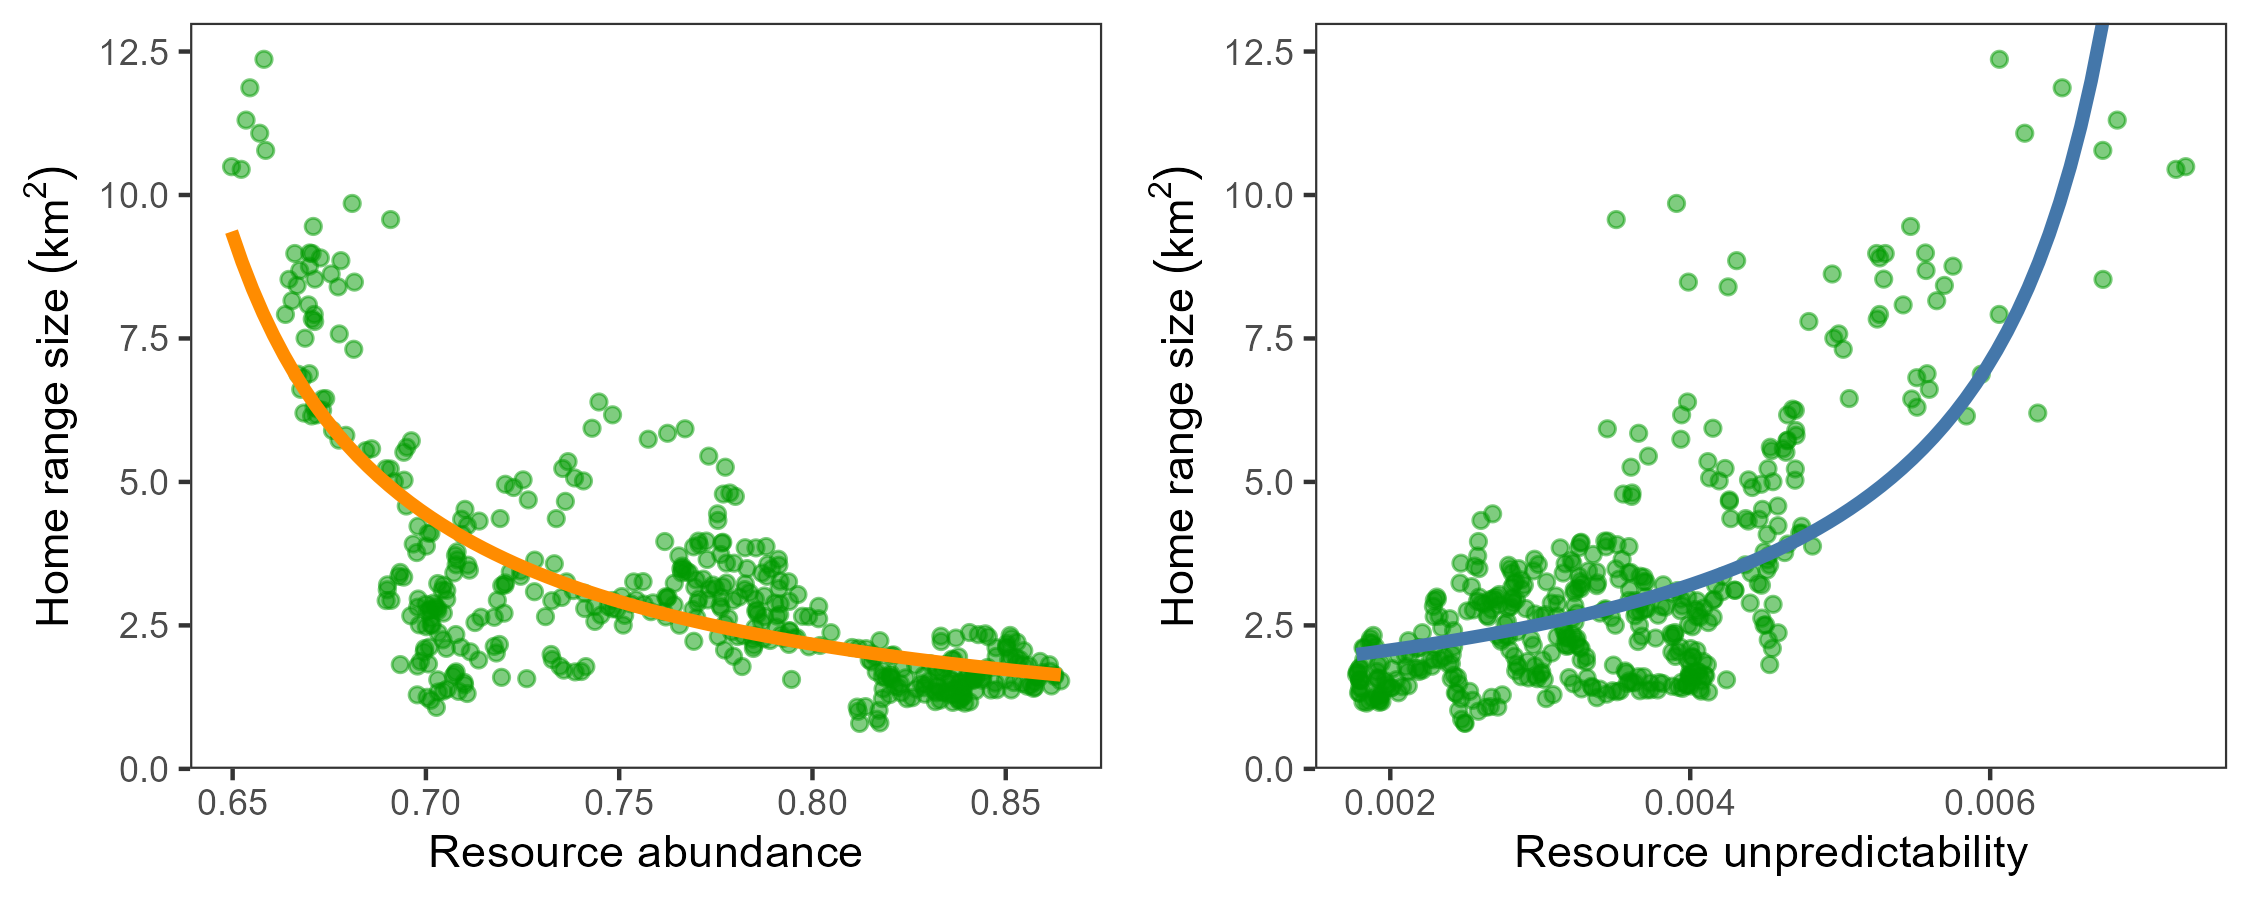 Home range size (km²)
12.5
10.0
7.5
5.0
2.5
0.0
0.65 0.70 0.75 0.80 0.85
Resource abundance
Home range size (km²)
12.5
10.0
7.5
5.0
2.5
0.0
0.002 0.004 0.006
Resource unpredictability